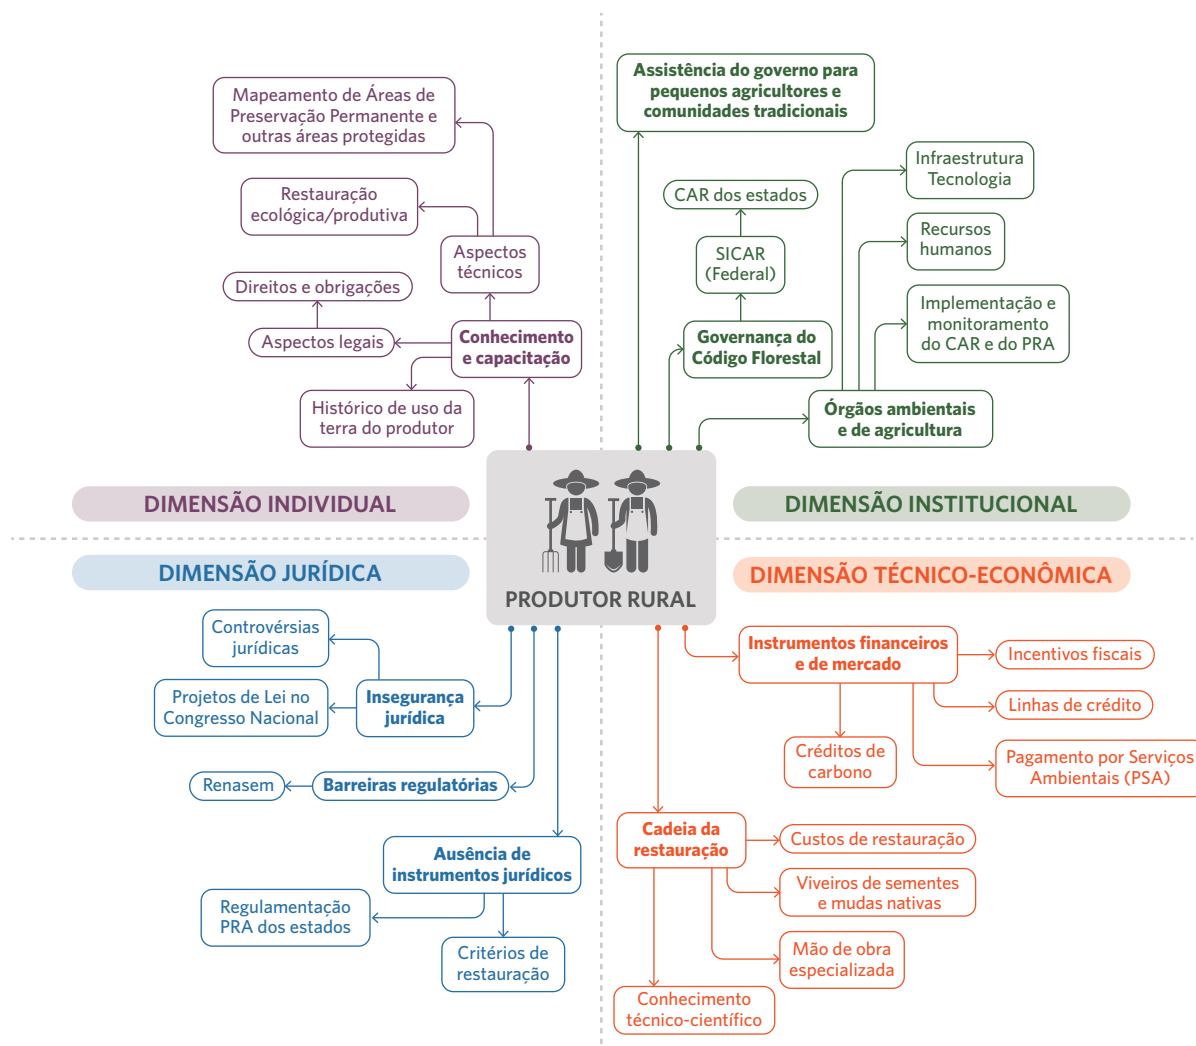 Mapeamento de Áreas de
Preservação Permanente e
outras áreas protegidas
Restauração
ecológica/produtiva
Aspectos
técnicos
Direitos e obrigações
Aspectos legais
Conhecimento
e capacitação
Histórico de uso da
terra do produtor
DIMENSÃO INDIVIDUAL
Assistência do governo para
pequenos agricultores e
comunidades tradicionais
CAR dos estados
SICAR
(Federal)
Governança do
Código Florestal
Infraestrutura
Tecnologia
Recursos
humanos
Implementação e
monitoramento
do CAR e do PRA
Órgãos ambientais
e de agricultura
DIMENSÃO INSTITUCIONAL
PRODUTOR RURAL
DIMENSÃO JURÍDICA
Controvérsias
jurídicas
Projetos de Lei no
Congresso Nacional
Insegurança
jurídica
Renasem
Barreiras regulatórias
Ausência de
instrumentos jurídicos
Regulamentação
PRA dos estados
Critérios de
restauração
DIMENSÃO TÉCNICO-ECONÔMICA
Instrumentos financeiros
e de mercado
Incentivos fiscais
Linhas de crédito
Créditos de
carbono
Pagamento por Serviços
Ambientais (PSA)
Cadeia da
restauração
Custos de restauração
Viveiros de sementes
e mudas nativas
Mão de obra
especializada
Conhecimento
técnico-científico